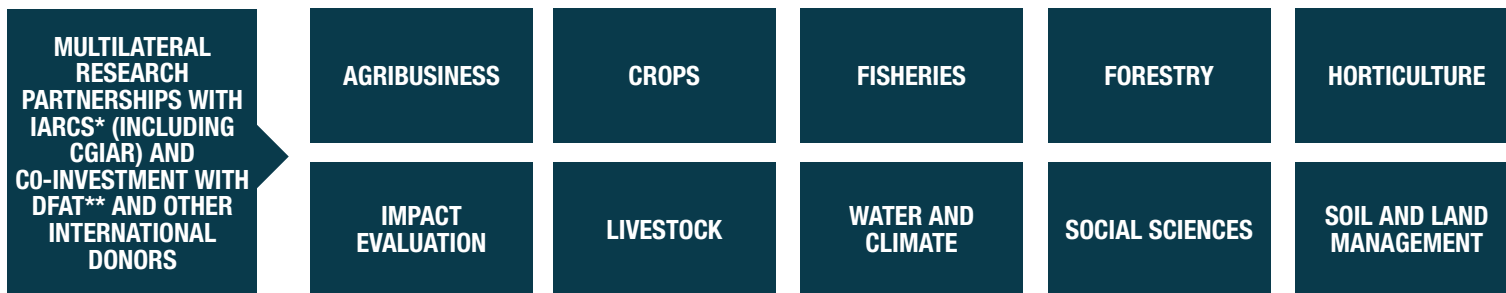 MULTILATERAL
RESEARCH
PARTNERSHIPS WITH
IARCS* (INCLUDING
CGIAR) AND
C0-INVESTMENT WITH
DFAT** AND OTHER
INTERNATIONAL
DONORS
AGRIBUSINESS
CROPS
FISHERIES
FORESTRY
HORTICULTURE
IMPACT
EVALUATION
LIVESTOCK
WATER AND
CLIMATE
SOCIAL SCIENCES
SOIL AND LAND
MANAGEMENT